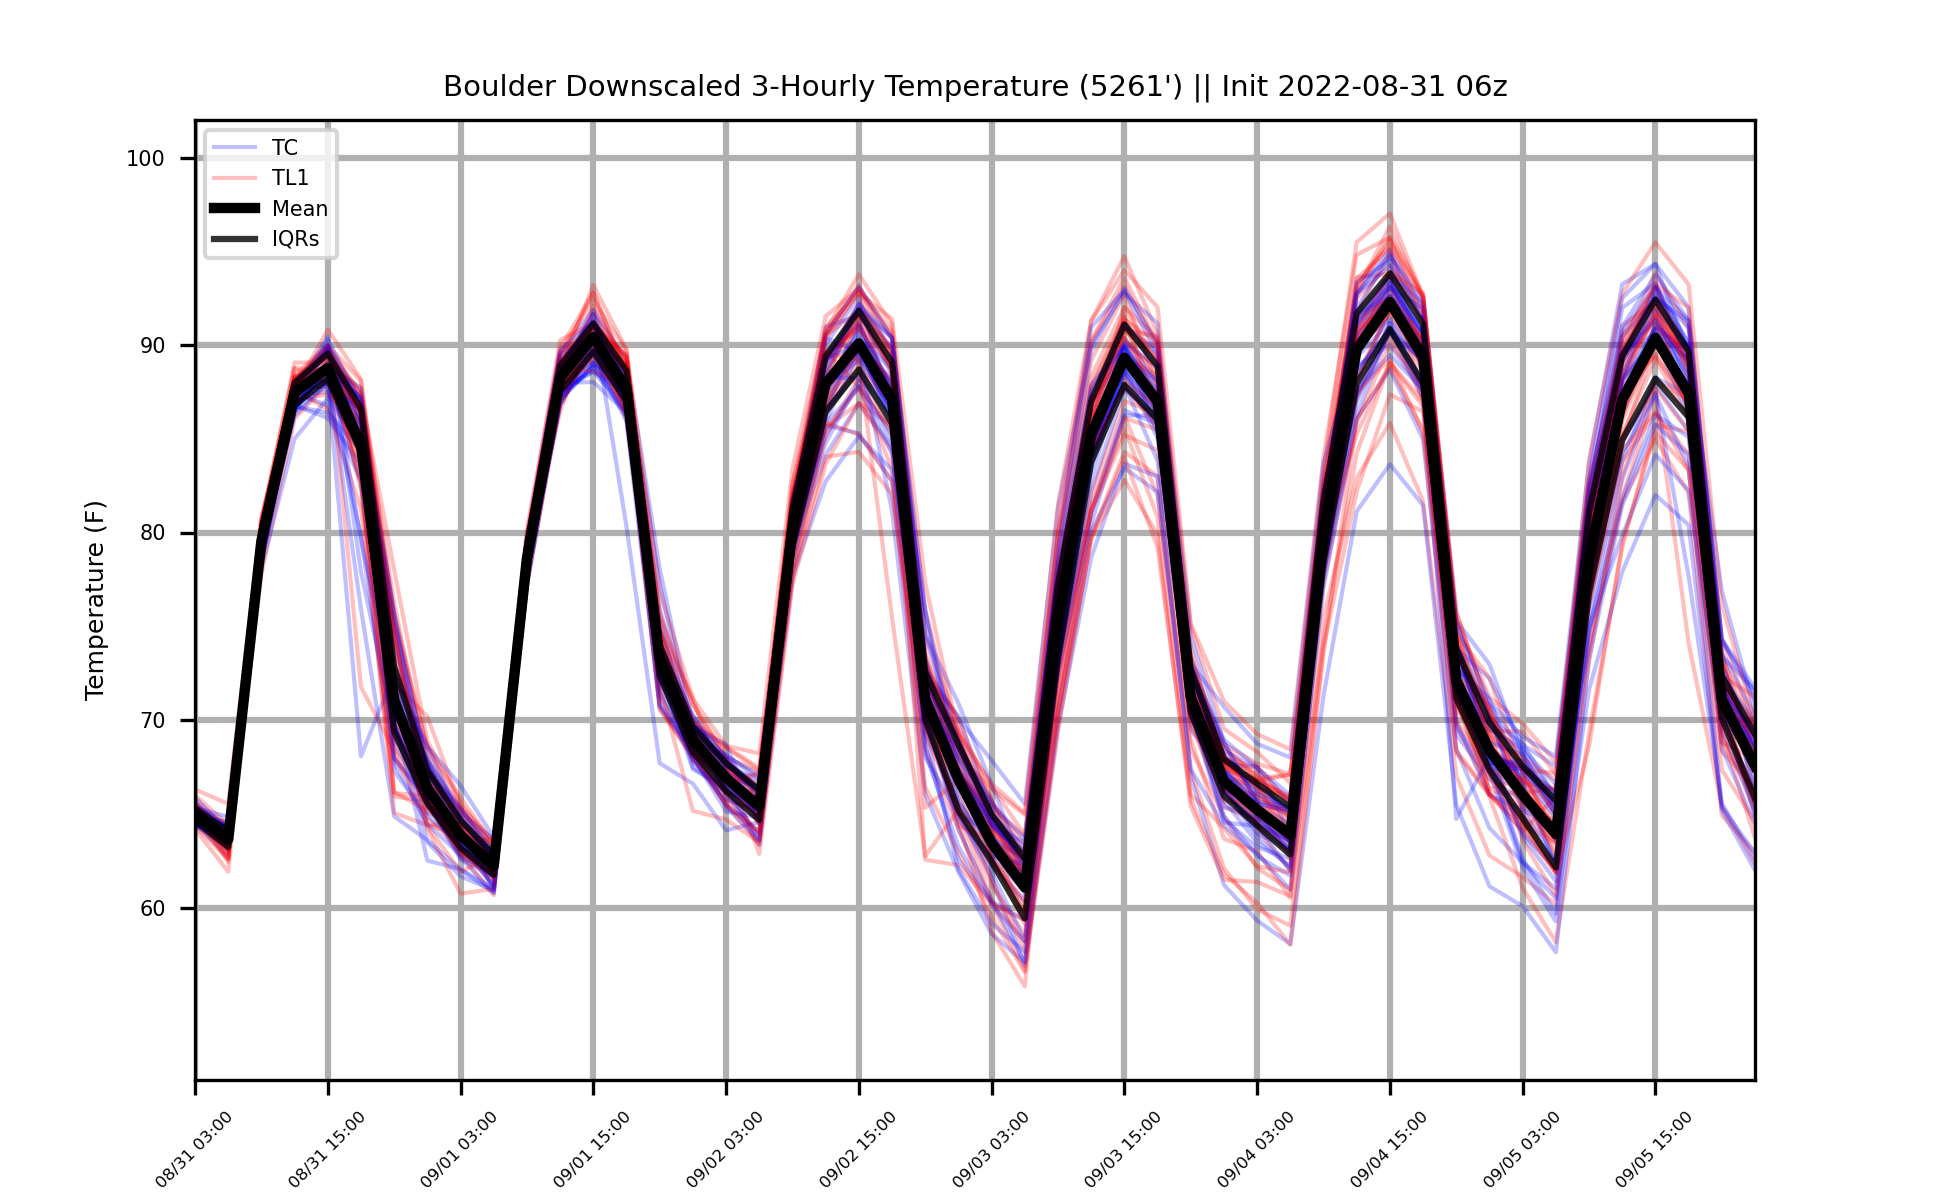 Boulder Downscaled 3-Hourly Temperature (5261') || Init 2022-08-31 06z
TC
TL1
Mean
IQRs
100
90
80
70
60
Temperature (F)
08/31 03:00
08/31 15:00
09/01 03:00
09/01 15:00
09/02 03:00
09/02 15:00
09/03 03:00
09/03 15:00
09/04 03:00
09/04 15:00
09/05 03:00
09/05 15:00